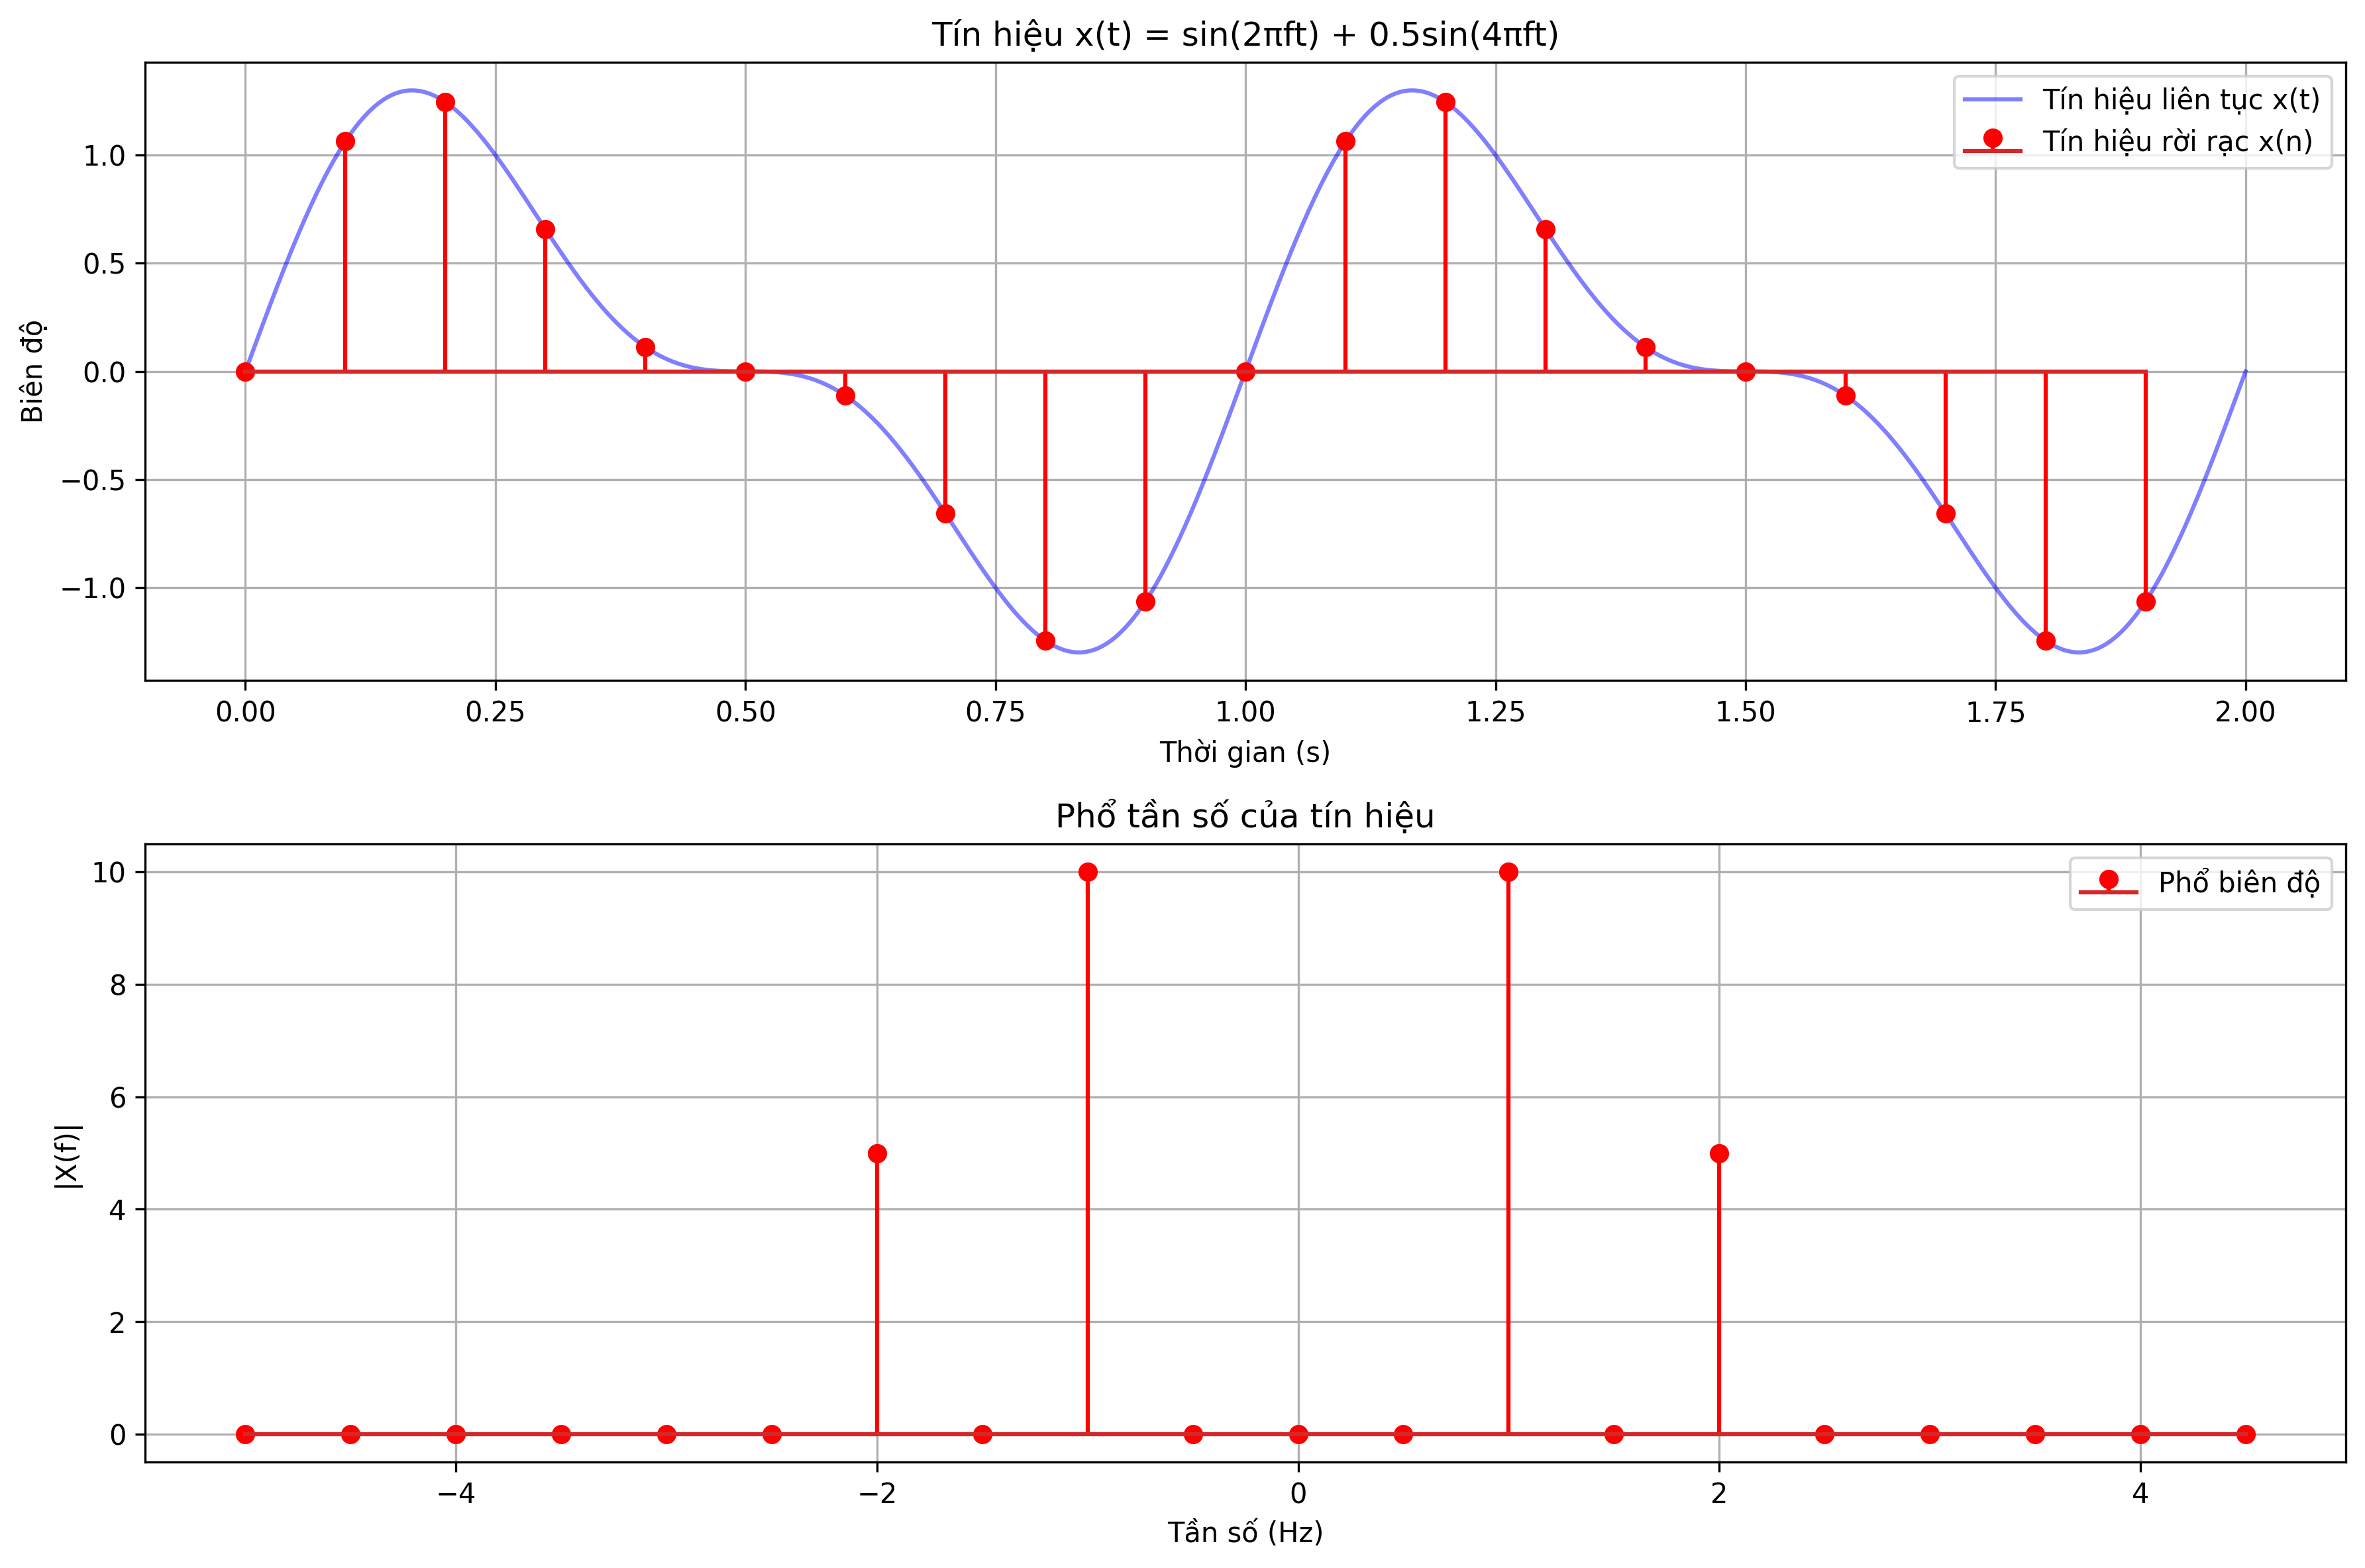 Tín hiệu x(t) = sin(2πft) + 0.5sin(4πft)
Tín hiệu liên tục x(t)
Tín hiệu rời rạc x(n)
Biên độ
1.0
0.5
0.0
−0.5
−1.0
0.00 0.25 0.50 0.75 1.00 1.25 1.50 1.75 2.00
Thời gian (s)
Phổ tần số của tín hiệu
Phổ biên độ
|X(f)|
10
8
6
4
2
0
−4 −2 0 2 4
Tần số (Hz)